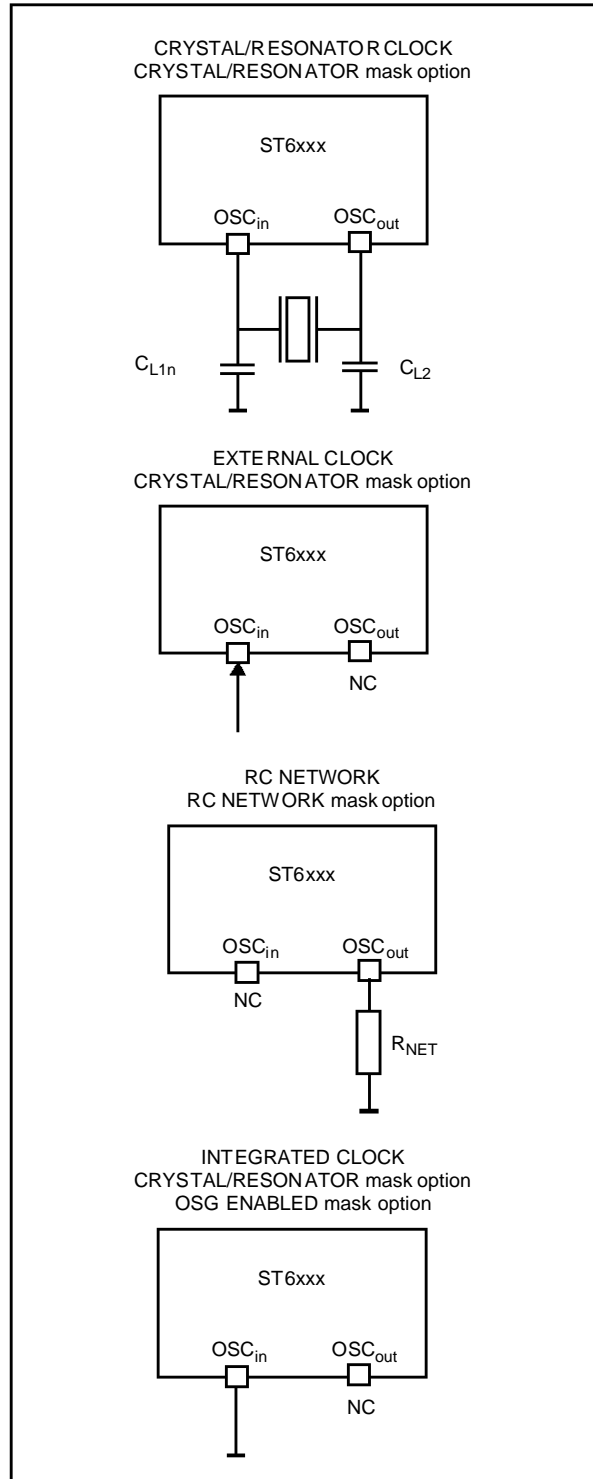 CRYSTAL/RESONATOR CLOCK
CRYSTAL/RESONATOR mask option
ST6xxx
OSCin OSCout
CL1n CL2
EXTERNAL CLOCK
CRYSTAL/RESONATOR mask option
ST6xxx
OSCin OSCout
NC
RC NETWORK
RC NETWORK mask option
ST6xxx
OSCin OSCout
NC
RNET
INTEGRATED CLOCK
CRYSTAL/RESONATOR mask option
OSG ENABLED mask option
ST6xxx
OSCin OSCout
NC